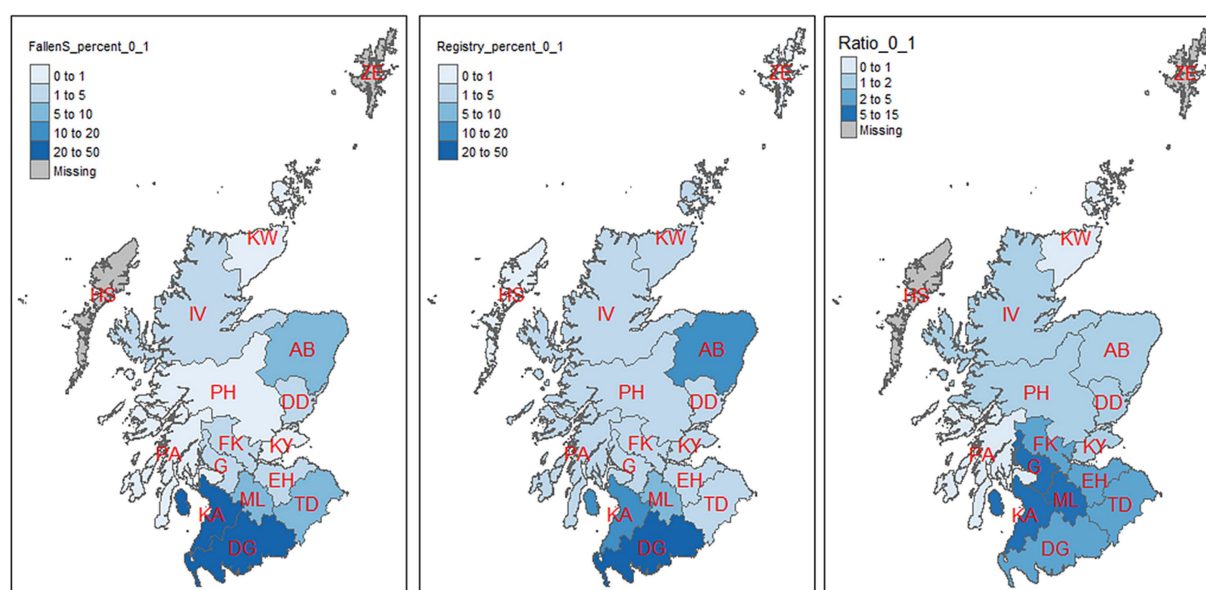 FallenS_percent_0_1
0 to 1
1 to 5
5 to 10
10 to 20
20 to 50
Missing
ZE
KW
HS
IV
AB
PH
DD
PA
FK
KY
G
EH
ML
TD
KA
DG
Registry_percent_0_1
0 to 1
1 to 5
5 to 10
10 to 20
20 to 50
ZE
KW
HS
IV
AB
PH
DD
PA
FK
KY
G
EH
ML
TD
KA
DG
Ratio_0_1
0 to 1
1 to 2
2 to 5
5 to 15
Missing
ZE
KW
HS
IV
AB
PH
DD
PA
FK
KY
G
EH
ML
TD
KA
DG